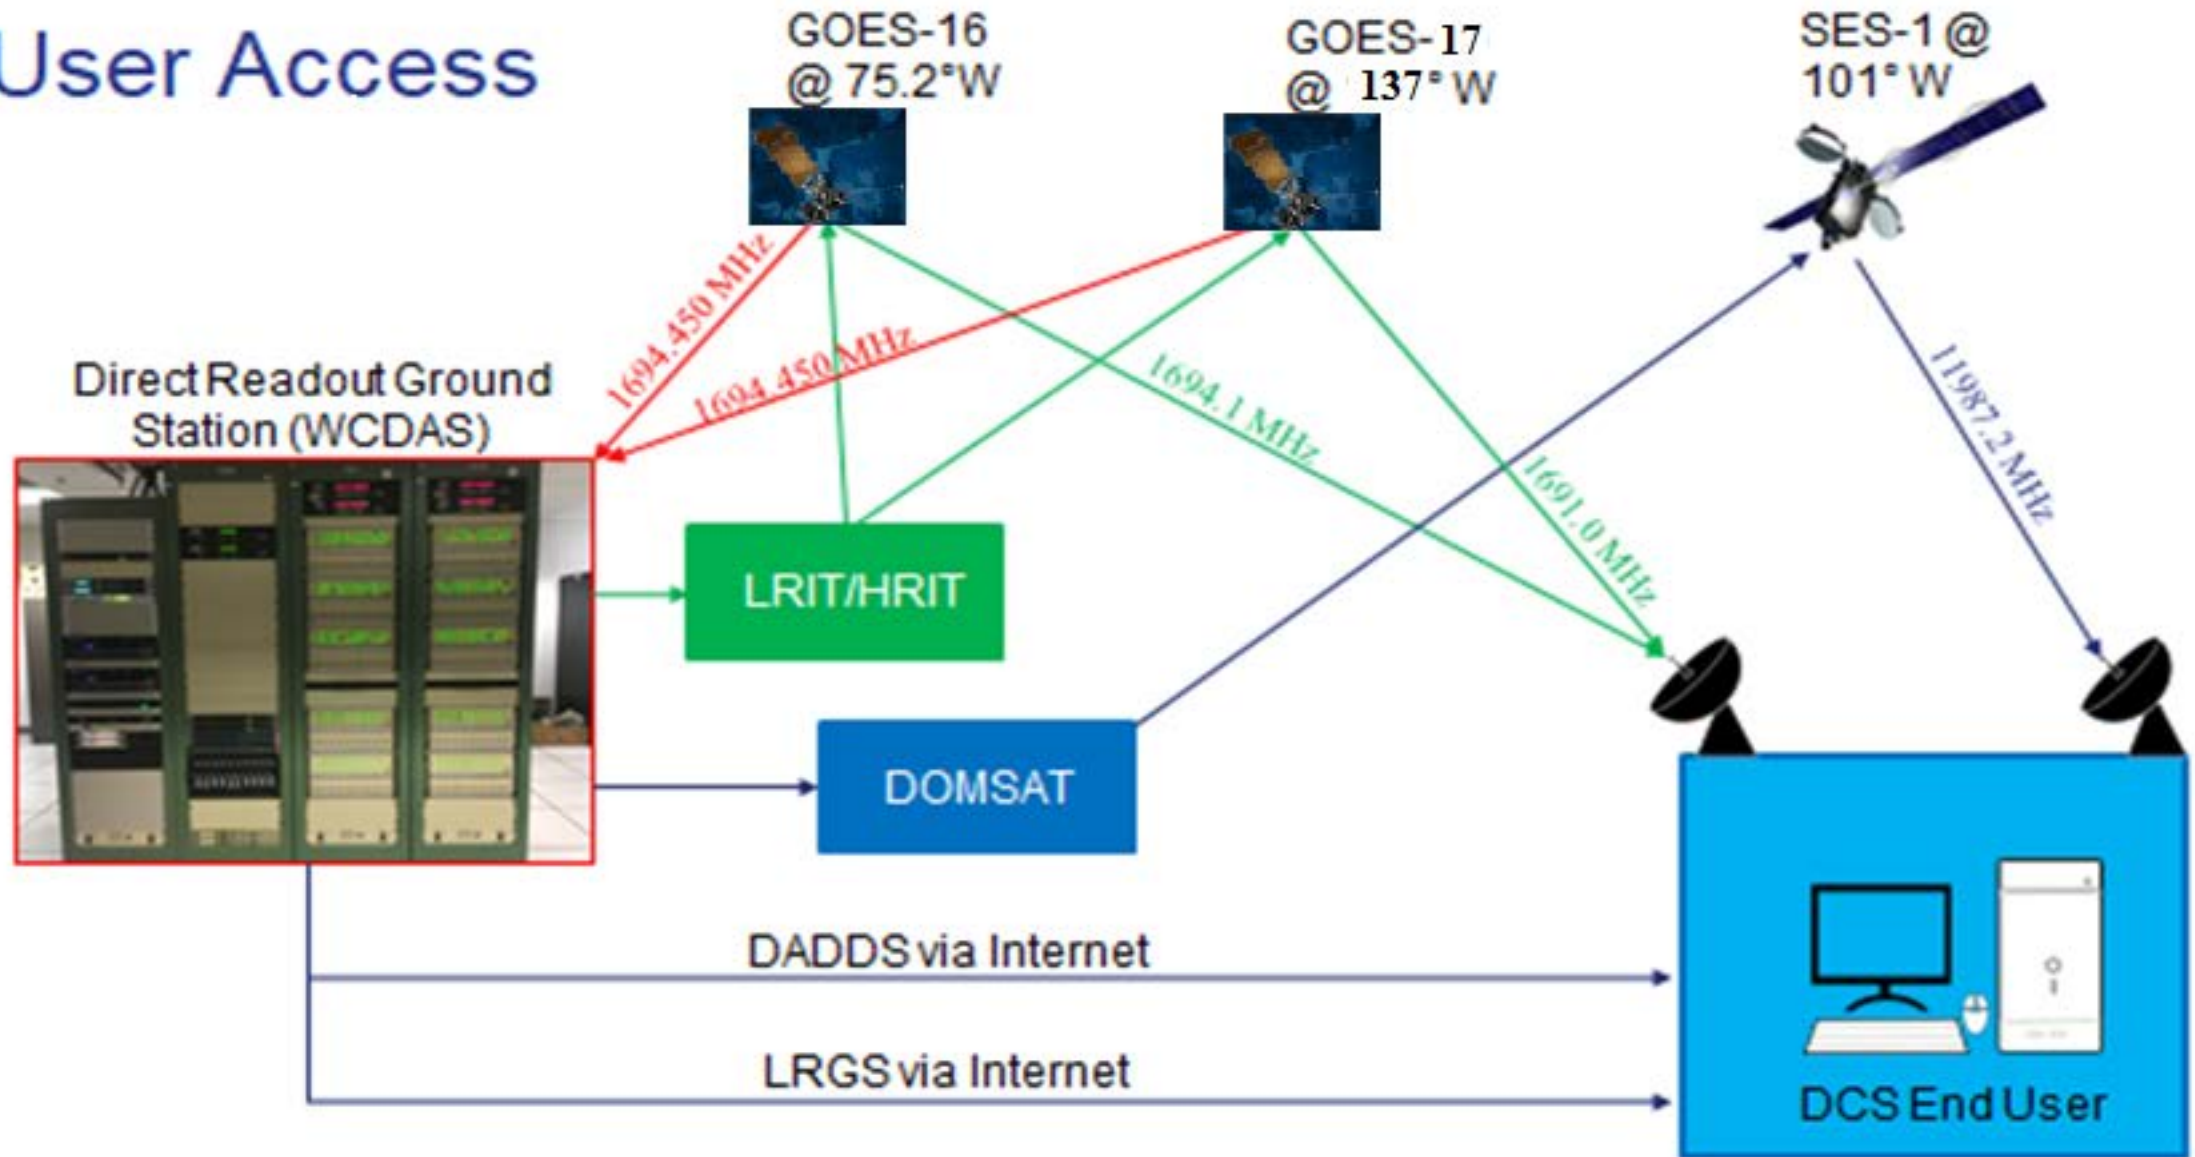 User Access
GOES-16
@ 75.2°W
GOES-17
@ 137° W
SES-1 @
101° W
1694.450 MHz
1694.450 MHz
1694.1 MHz
1691.0 MHz
11987.2 MHz
Direct Readout Ground
Station (WCDAS)
LRIT/HRIT
DOMSAT
DADDS via Internet
LRGS via Internet
DCS End User